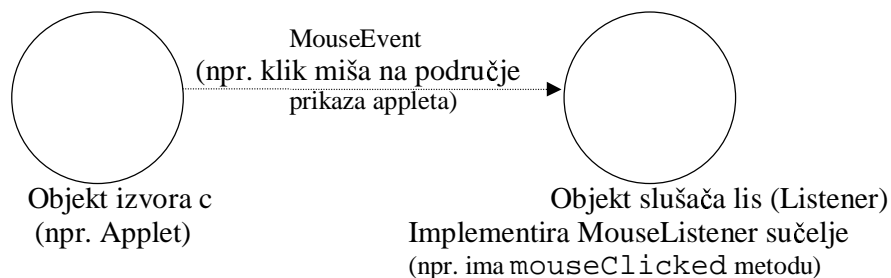 MouseEvent
(npr. klik miša na područje
prikaza appleta)
Objekt izvora c
(npr. Applet)
Objekt slušača lis (Listener)
Implementira MouseListener sučelje
(npr. ima mouseClicked metodu)